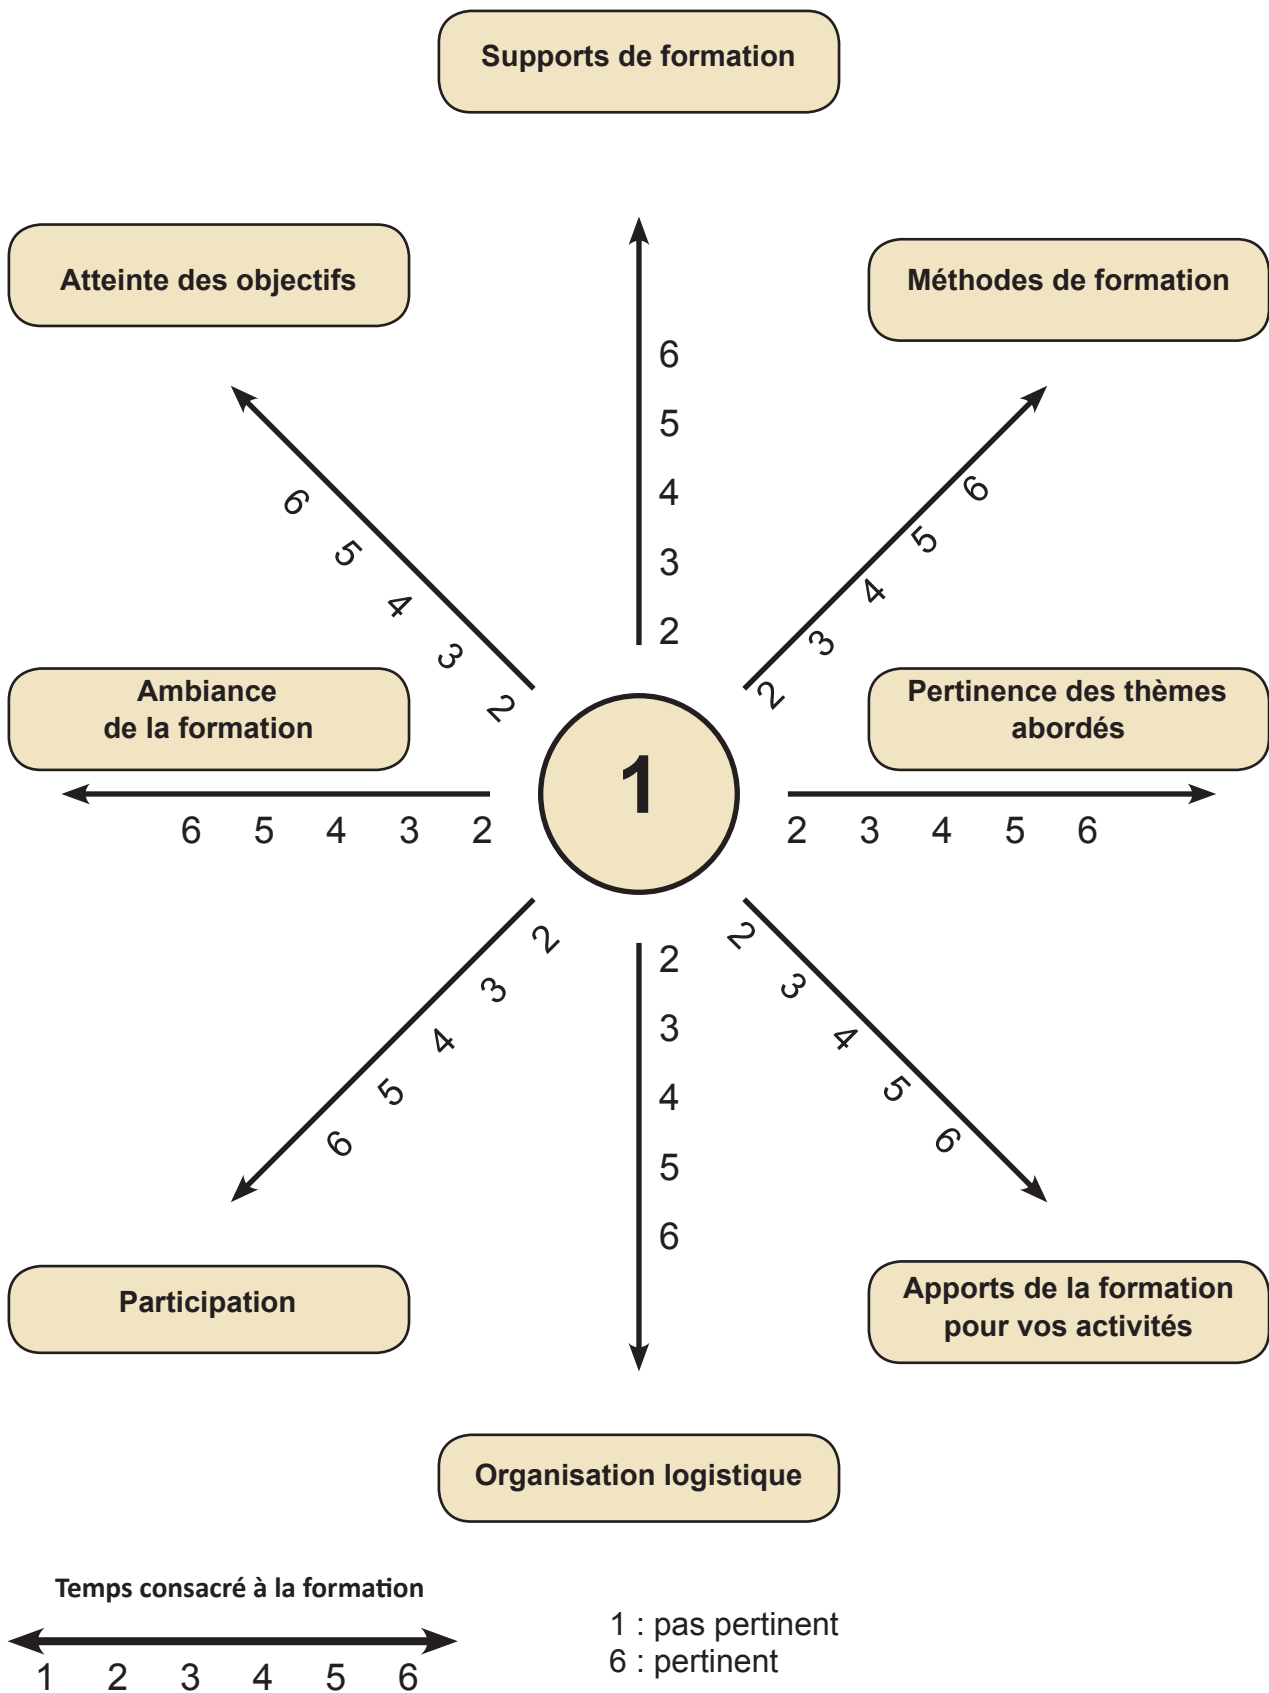 Supports de formation
Atteinte des objectifs
Méthodes de formation
6
5
4
3
2
6
5
4
3
2
2
3
4
5
6
Ambiance
de la formation
Pertinence des thèmes
abordés
1
6 5 4 3 2
2 3 4 5 6
2
3
4
5
6
2
3
4
5
6
2
3
4
5
6
Participation
Apports de la formation
pour vos activités
Organisation logistique
Temps consacré à la formation
1 2 3 4 5 6
1 : pas pertinent
6 : pertinent